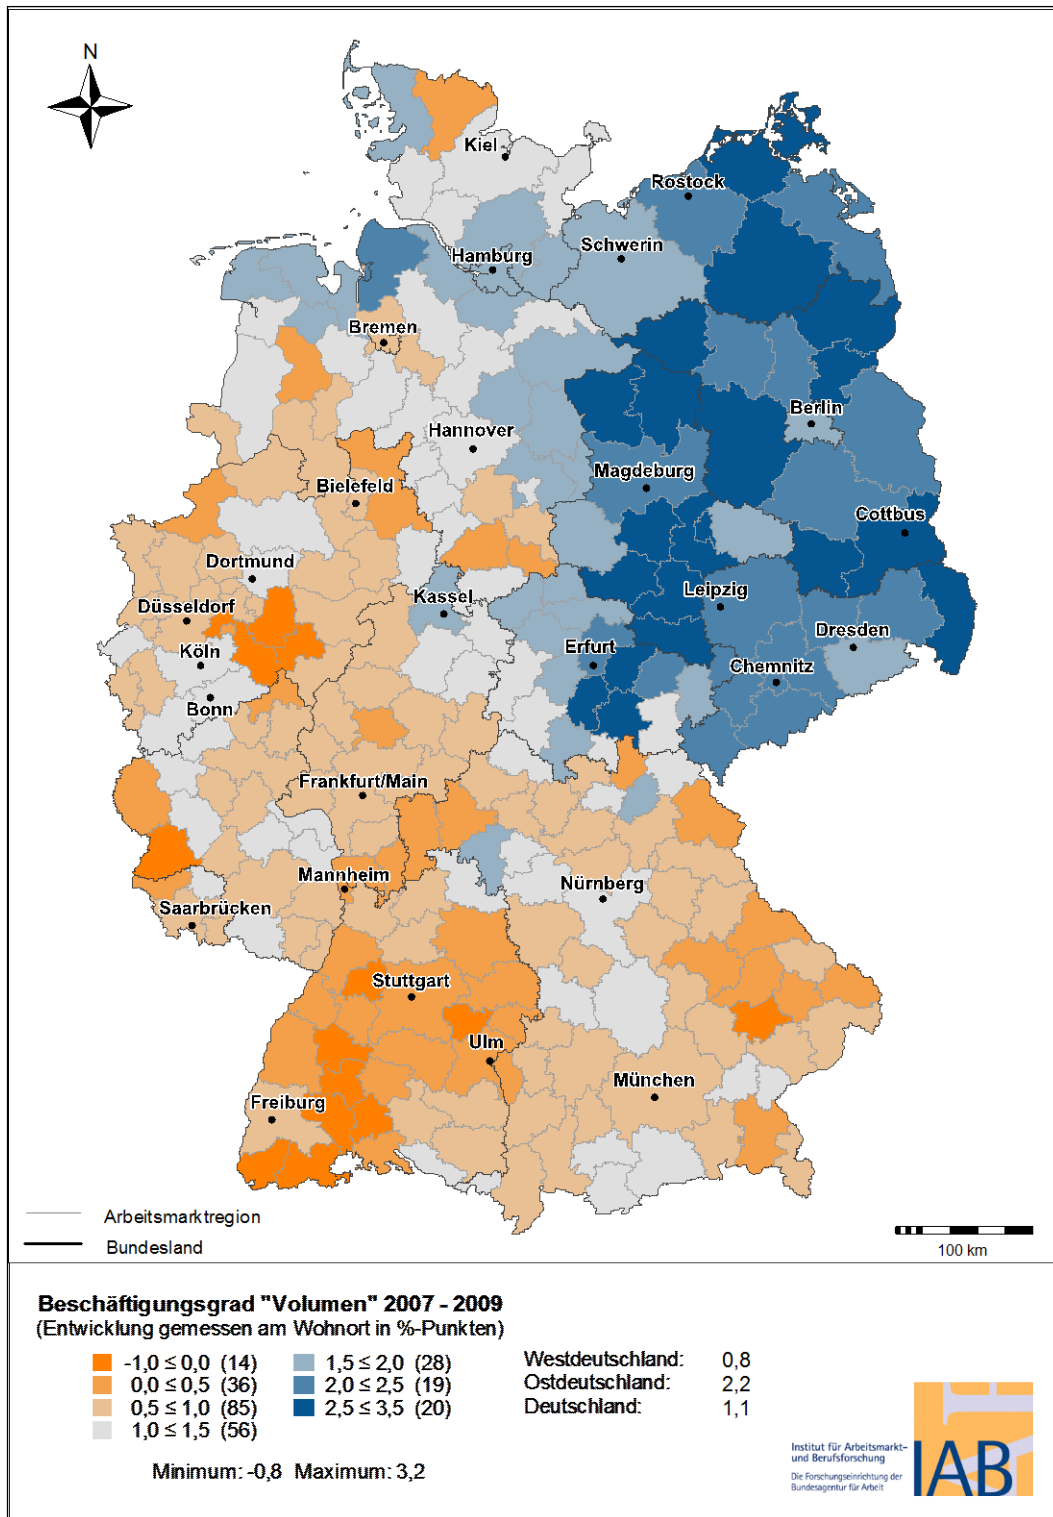 N
Kiel
Rostock
Hamburg
Schwerin
Bremen
Berlin
Hannover
Magdeburg
Bielefeld
Cottbus
Dortmund
Leipzig
Kassel
Düsseldorf
Dresden
Erfurt
Köln
Chemnitz
Bonn
Frankfurt/Main
Mannheim
Nürnberg
Saarbrücken
Stuttgart
Ulm
München
Freiburg
Arbeitsmarktregion
Bundesland
100 km
Beschäftigungsgrad "Volumen" 2007 - 2009
(Entwicklung gemessen am Wohnort in %-Punkten)
-1,0 ≤ 0,0 (14)
0,0 ≤ 0,5 (36)
0,5 ≤ 1,0 (85)
1,0 ≤ 1,5 (56)
1,5 ≤ 2,0 (28)
2,0 ≤ 2,5 (19)
2,5 ≤ 3,5 (20)
Westdeutschland: 0,8
Ostdeutschland: 2,2
Deutschland: 1,1
Minimum: -0,8 Maximum: 3,2
Institut für Arbeitsmarkt-
und Berufsforschung
Die Forschungseinrichtung der
Bundesagentur für Arbeit
IAB